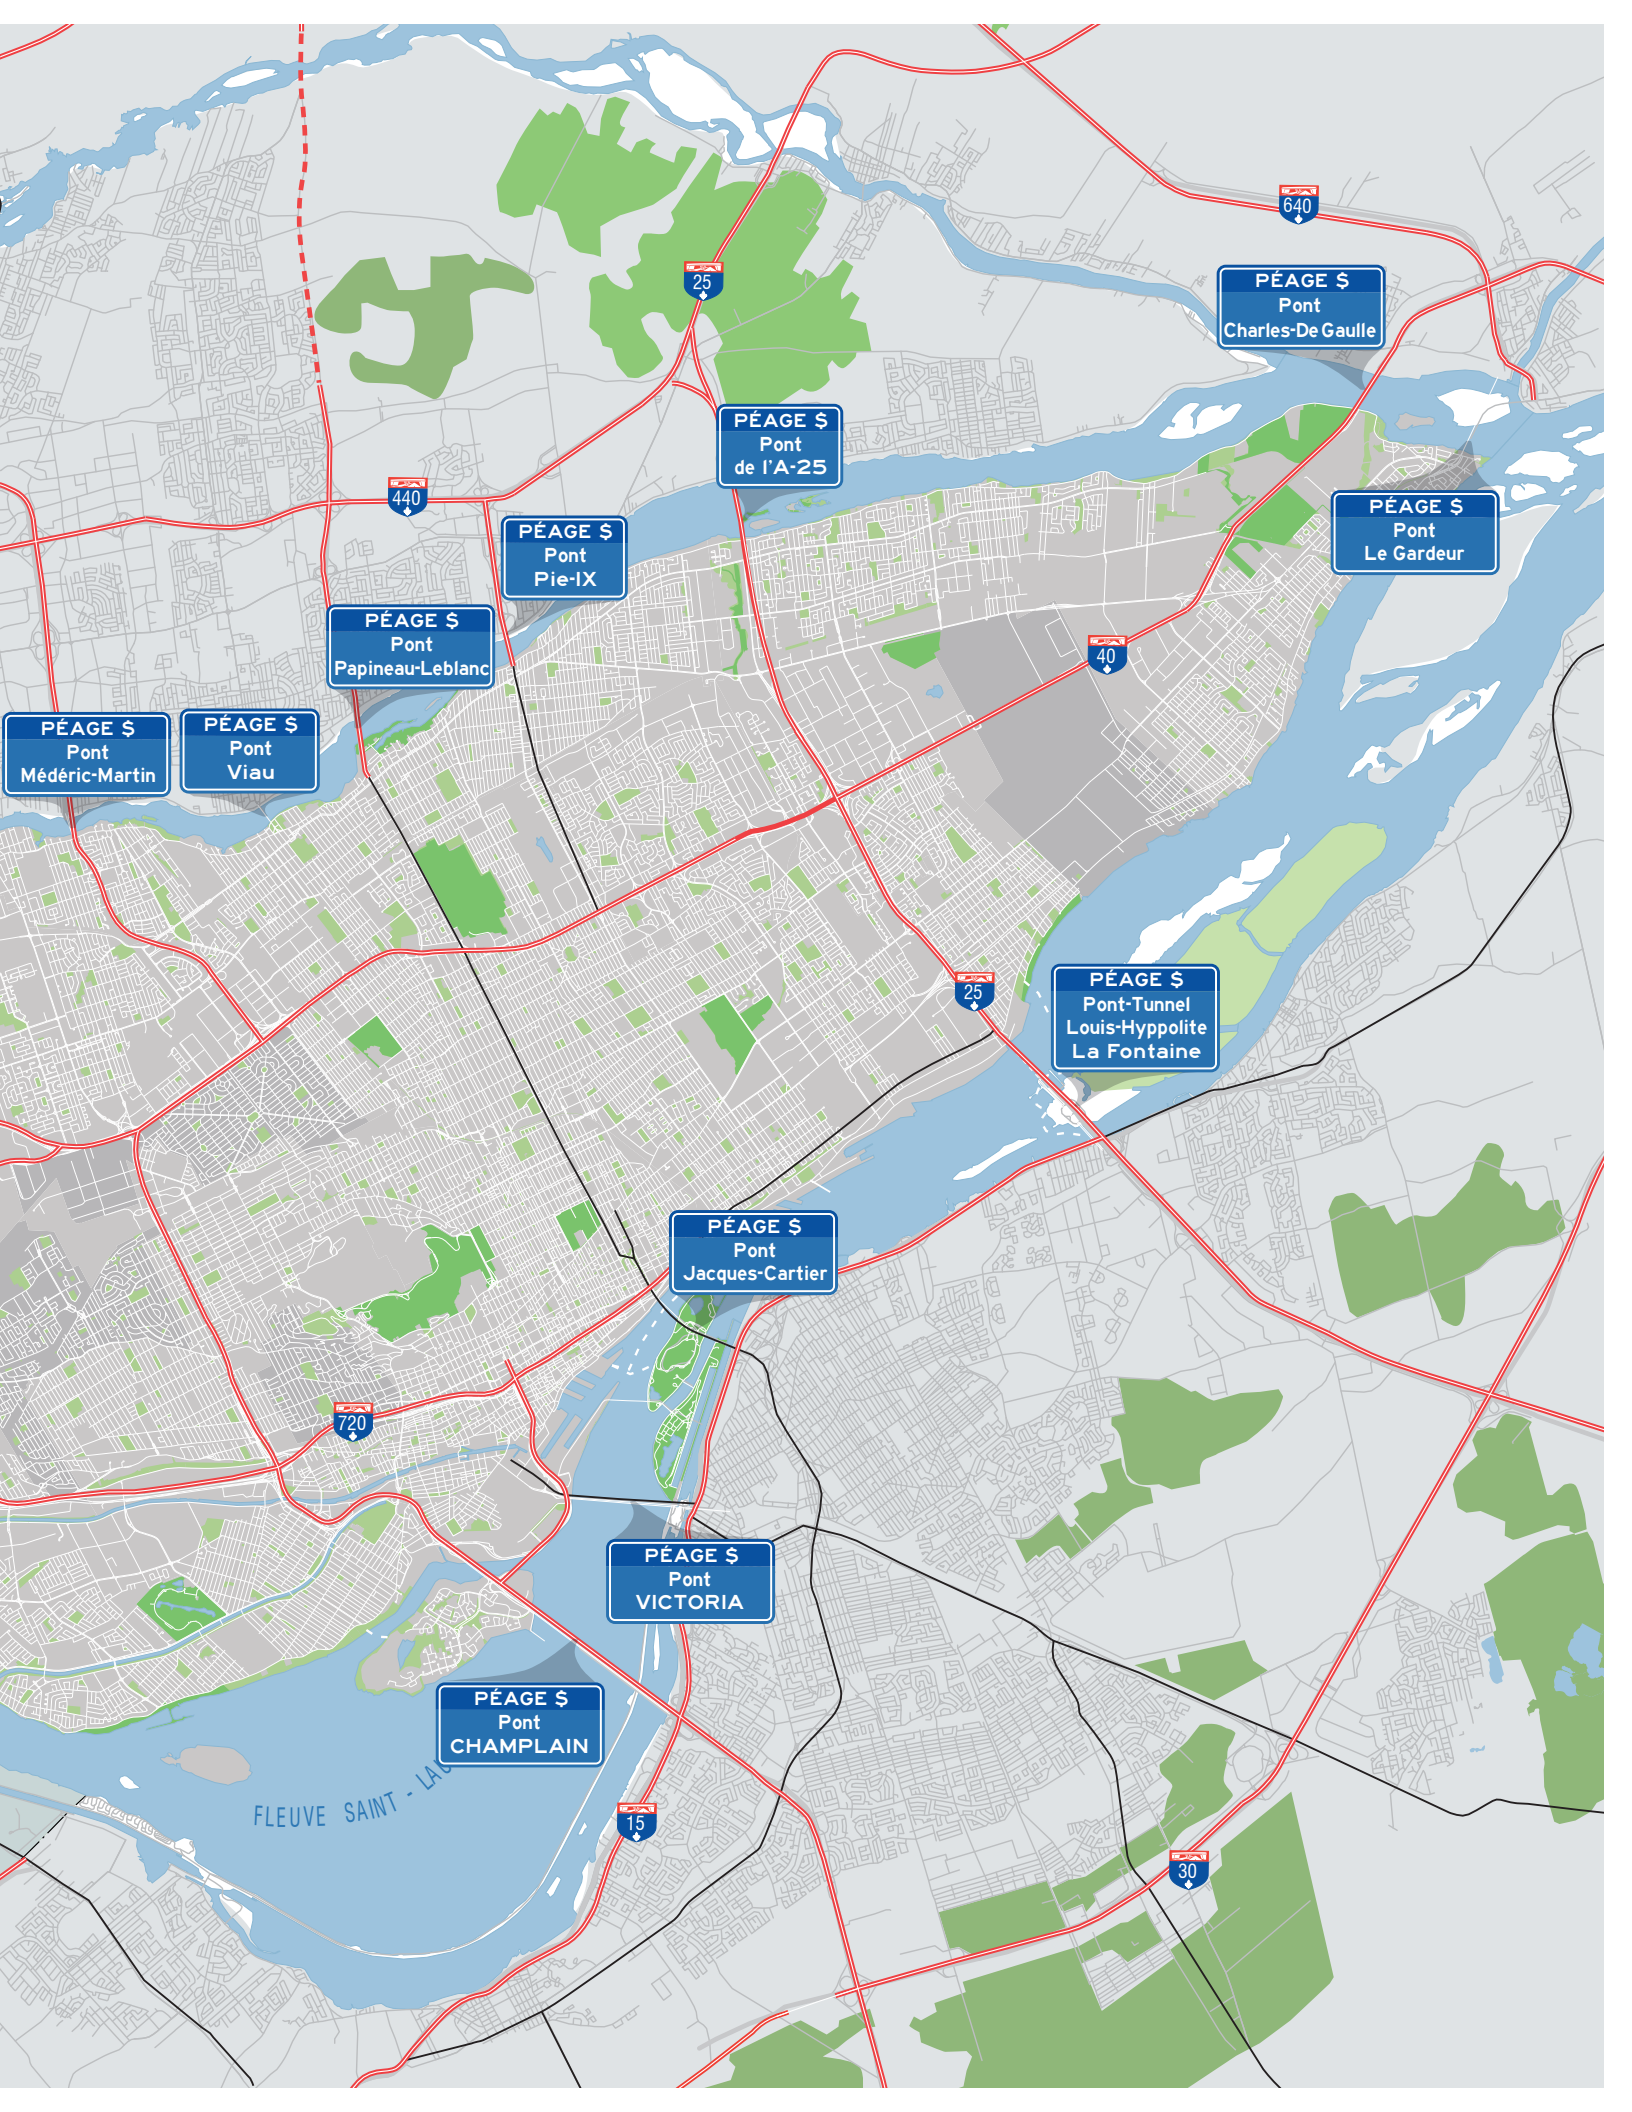 640
PÉAGE $
Pont
Charles-De Gaulle
25
PÉAGE $
Pont
de l'A-25
440
PÉAGE $
Pont
Le Gardeur
PÉAGE $
Pont
Pie-IX
PÉAGE $
Pont
Papineau-Leblanc
40
PÉAGE $
Pont
Médéric-Martin
PÉAGE $
Pont
Viau
25
PÉAGE $
Pont-Tunnel
Louis-Hyppolite
La Fontaine
PÉAGE $
Pont
Jacques-Cartier
720
PÉAGE $
Pont
VICTORIA
PÉAGE $
Pont
CHAMPLAIN
FLEUVE SAINT - LAU
15
30